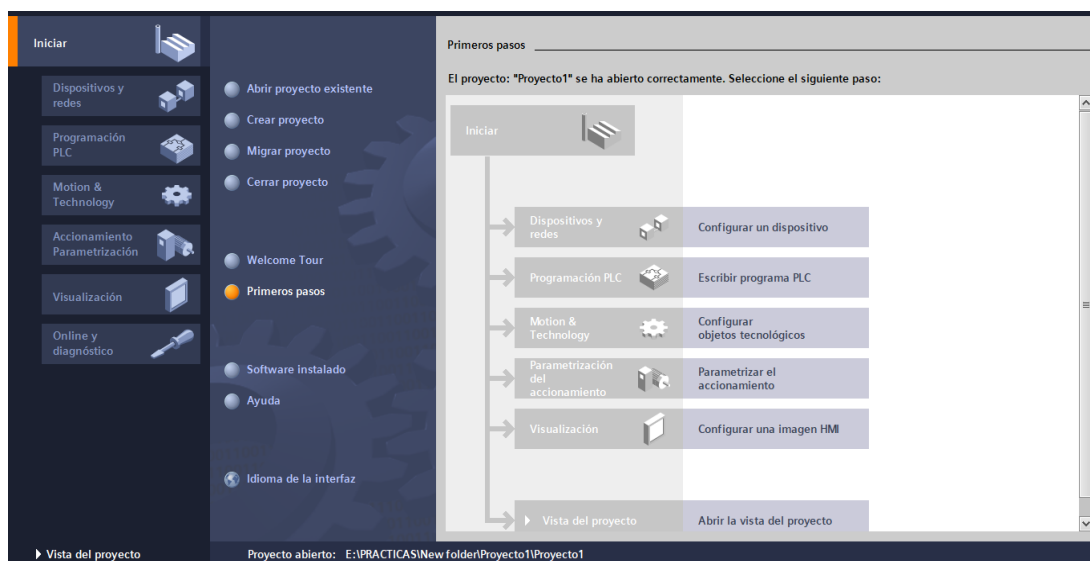 Iniciar
Dispositivos y
redes
Programación
PLC
Motion &
Technology
Accionamiento
Parametrización
Visualización
Online y
diagnóstico
Vista del proyecto
Abrir proyecto existente
Crear proyecto
Migrar proyecto
Cerrar proyecto
Welcome Tour
Primeros pasos
Software instalado
Ayuda
Idioma de la interfaz
Primeros pasos
El proyecto: "Proyecto1" se ha abierto correctamente. Seleccione el siguiente paso:
Iniciar
Dispositivos y
redes
Configurar un dispositivo
Programación PLC
Escribir programa PLC
Motion &
Technology
Configurar
objetos tecnológicos
Parametrización
del
accionamiento
Parametrizar el
accionamiento
Visualización
Configurar una imagen HMI
Vista del proyecto
Abrir la vista del proyecto
Proyecto abierto: E:\PRACTICAS\New folder\Proyecto1\Proyecto1